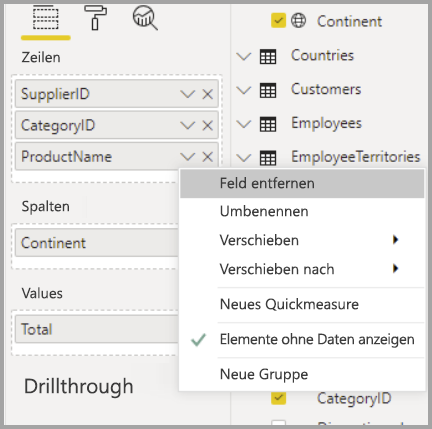 Zeilen
SupplierID
CategoryID
ProductName
Spalten
Continent
Values
Total
Drillthrough
Continent
Countries
Customers
Employees
EmployeeTerritories
Feld entfernen
Umbenennen
Verschieben
Verschieben nach
Neues Quickmeasure
Elemente ohne Daten anzeigen
Neue Gruppe
CategoryID